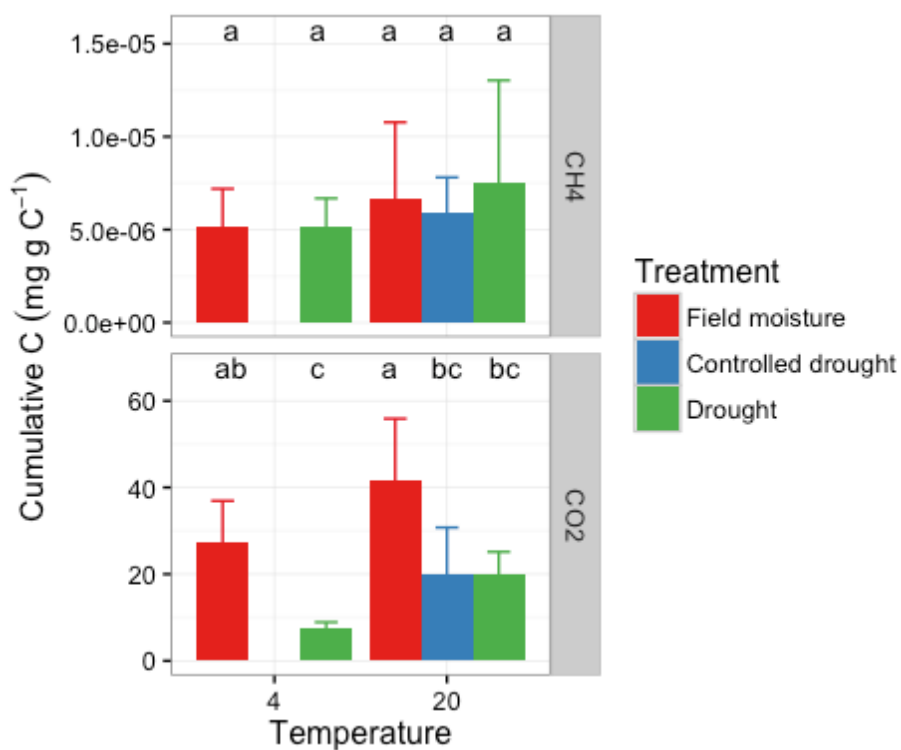 a a a a a
1.5e-05
1.0e-05
5.0e-06
0.0e+00
CH4
ab c a bc bc
60
40
20
0
CO2
4 20
Temperature
Cumulative C (mg g C⁻¹)
Treatment
Field moisture
Controlled drought
Drought